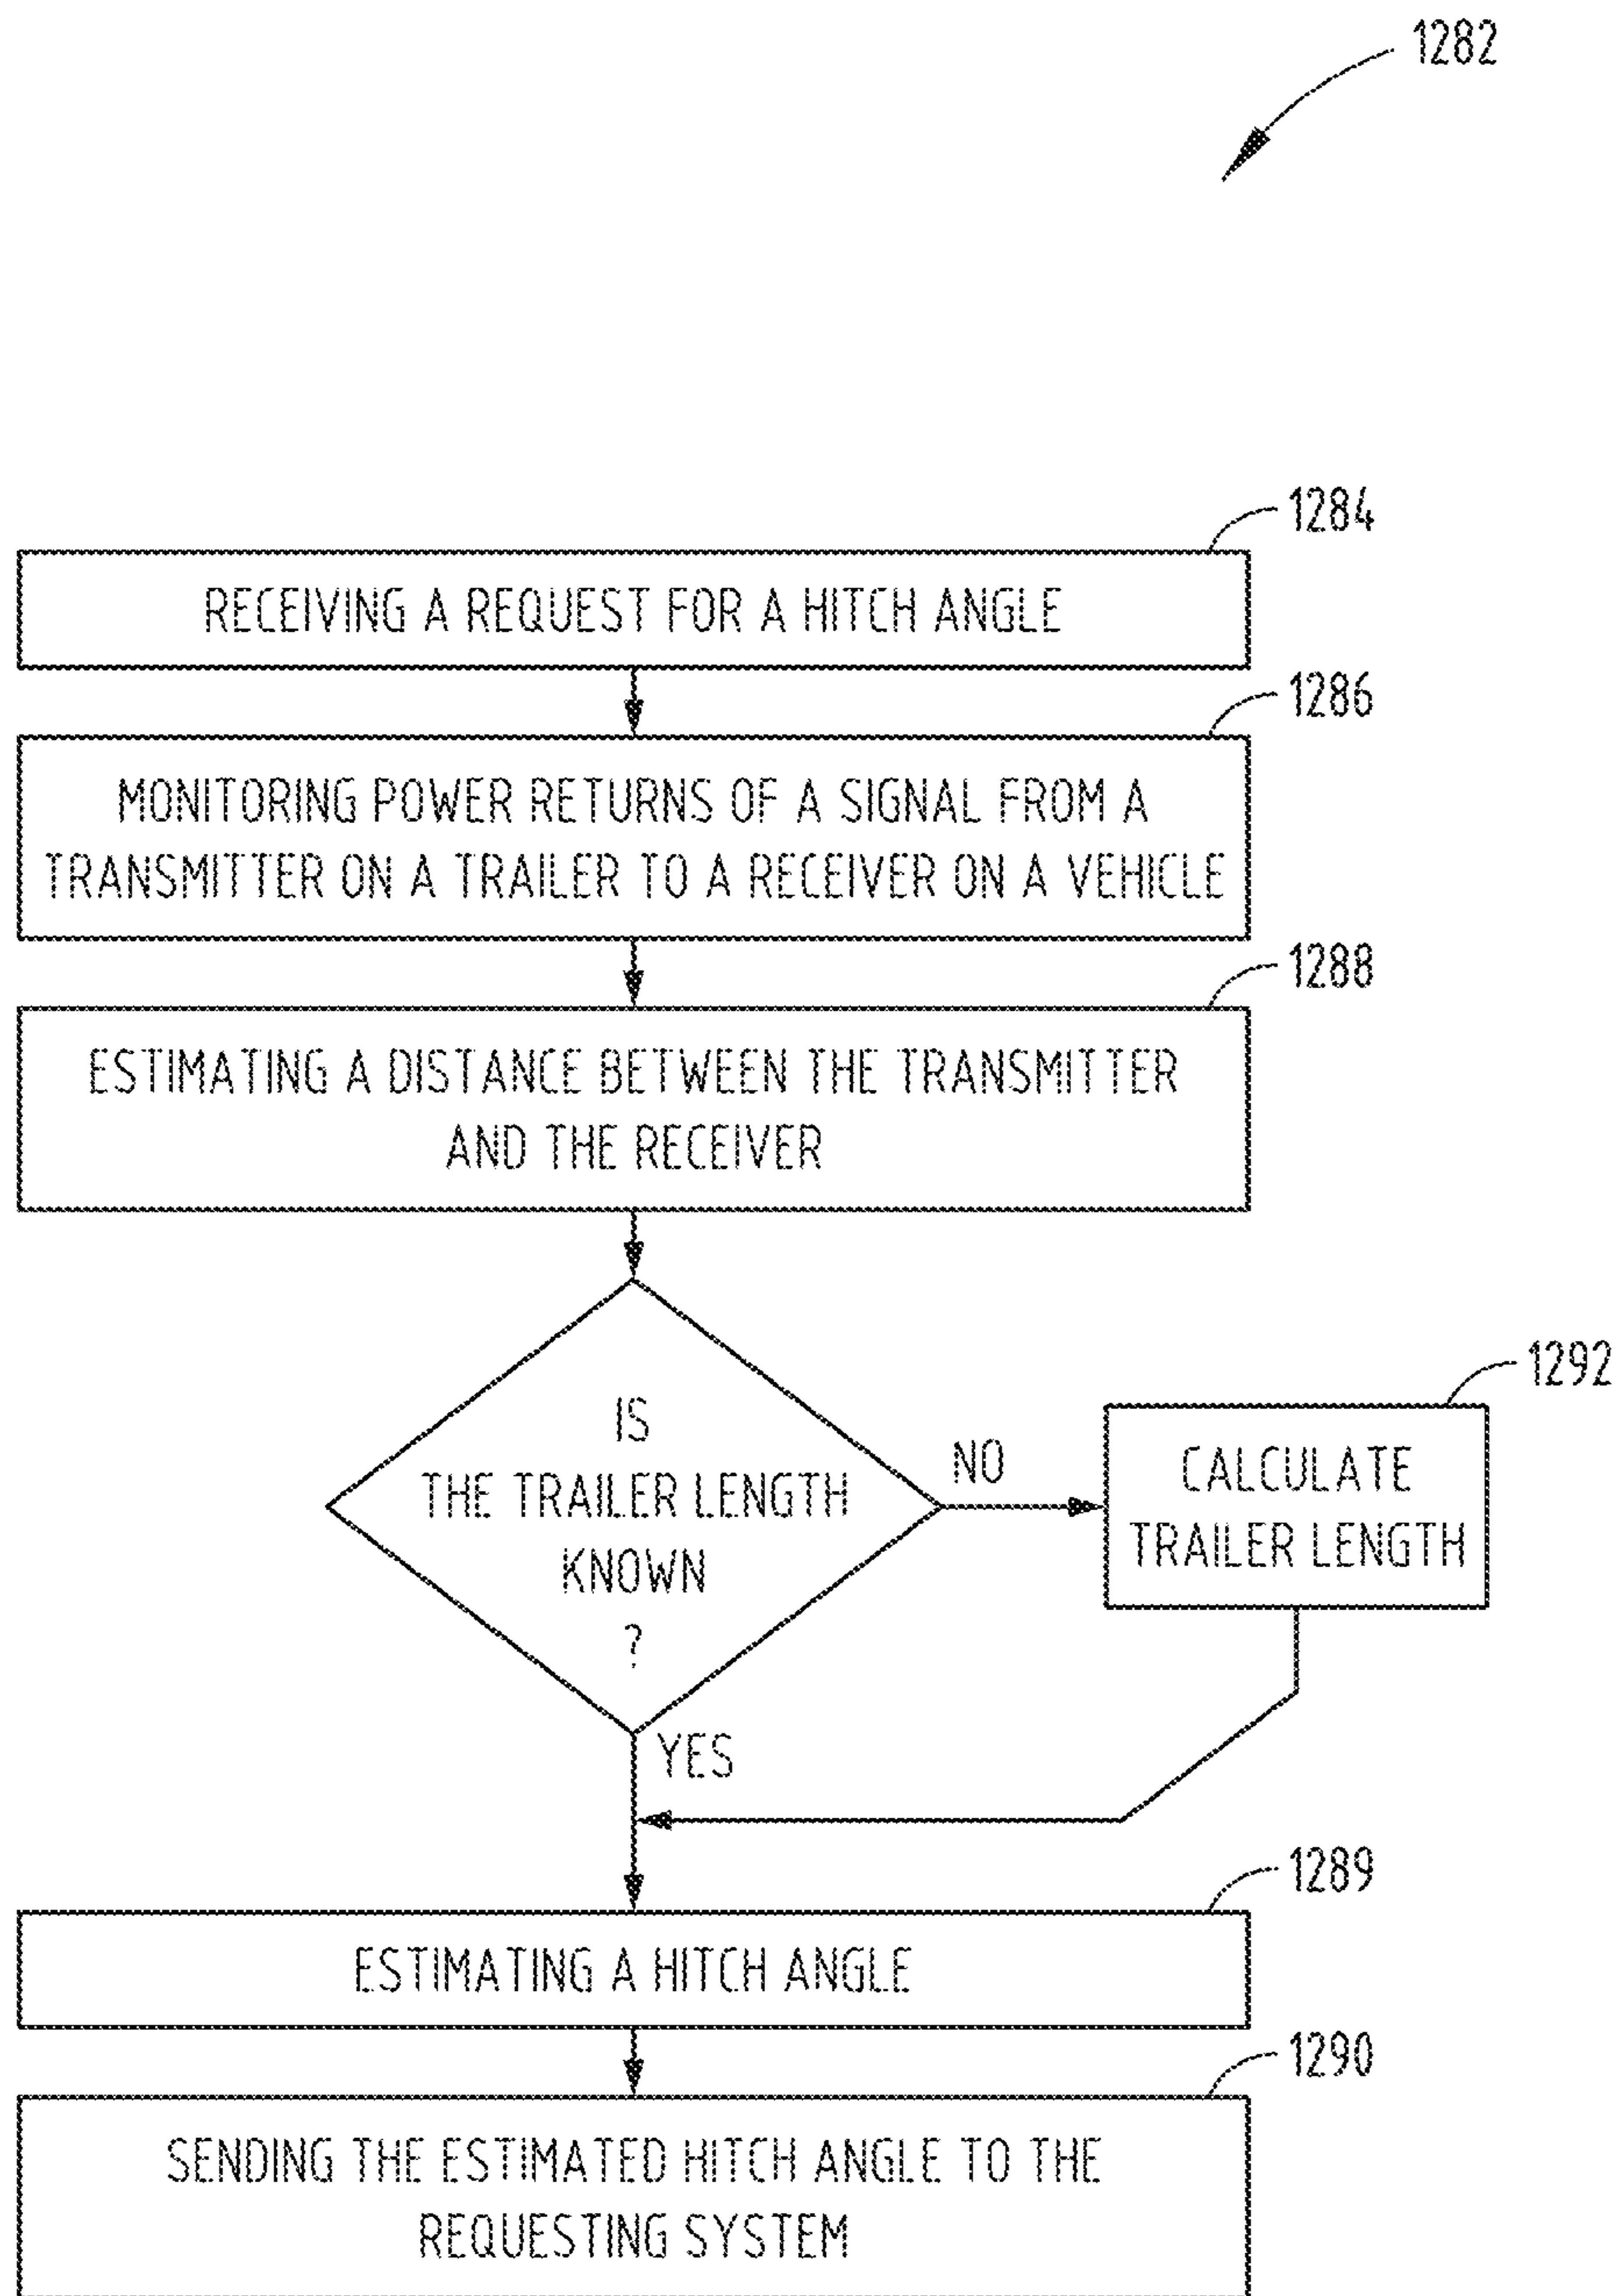 1282
1284
RECEIVING A REQUEST FOR A HITCH ANGLE
1286
MONITORING POWER RETURNS OF A SIGNAL FROM A
TRANSMITTER ON A TRAILER TO A RECEIVER ON A VEHICLE
1288
ESTIMATING A DISTANCE BETWEEN THE TRANSMITTER
AND THE RECEIVER
IS
THE TRAILER LENGTH
KNOWN
?
NO
1292
CALCULATE
TRAILER LENGTH
YES
1289
ESTIMATING A HITCH ANGLE
1290
SENDING THE ESTIMATED HITCH ANGLE TO THE
REQUESTING SYSTEM